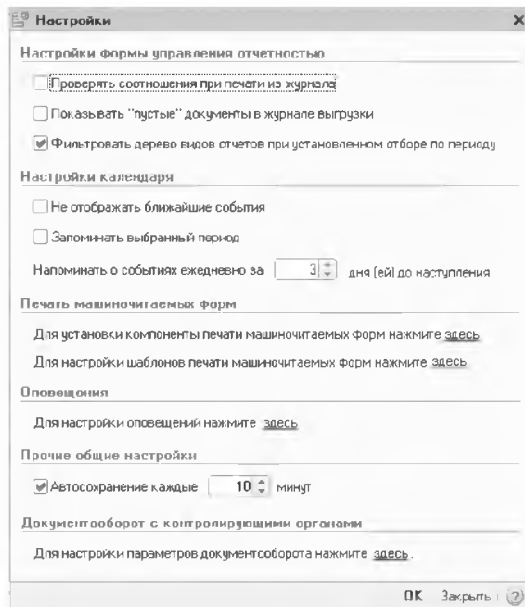 Настройки
Настройки формы управления отчетностью
Проверять соотношения при печати из журнала
Показывать "пустые" документы в журнале выгрузки
Фильтровать дерево видов отчетов при установленном отборе по периоду
Настройки календаря
Не отображать ближайшие события
Запоминать выбранный период
Напоминать о событиях ежедневно за 3 дня (ей) до наступления
Печать машиночитаемых форм
Для установки компоненты печати машиночитаемых форм нажмите здесь
Для настройки шаблонов печати машиночитаемых форм нажмите здесь
Оповещения
Для настройки оповещений нажмите здесь
Прочие общие настройки
Автосохранение каждые 10 минут
Документооборот с контролирующими органами
Для настройки параметров документооборота нажмите здесь.
OK Закрыть ?